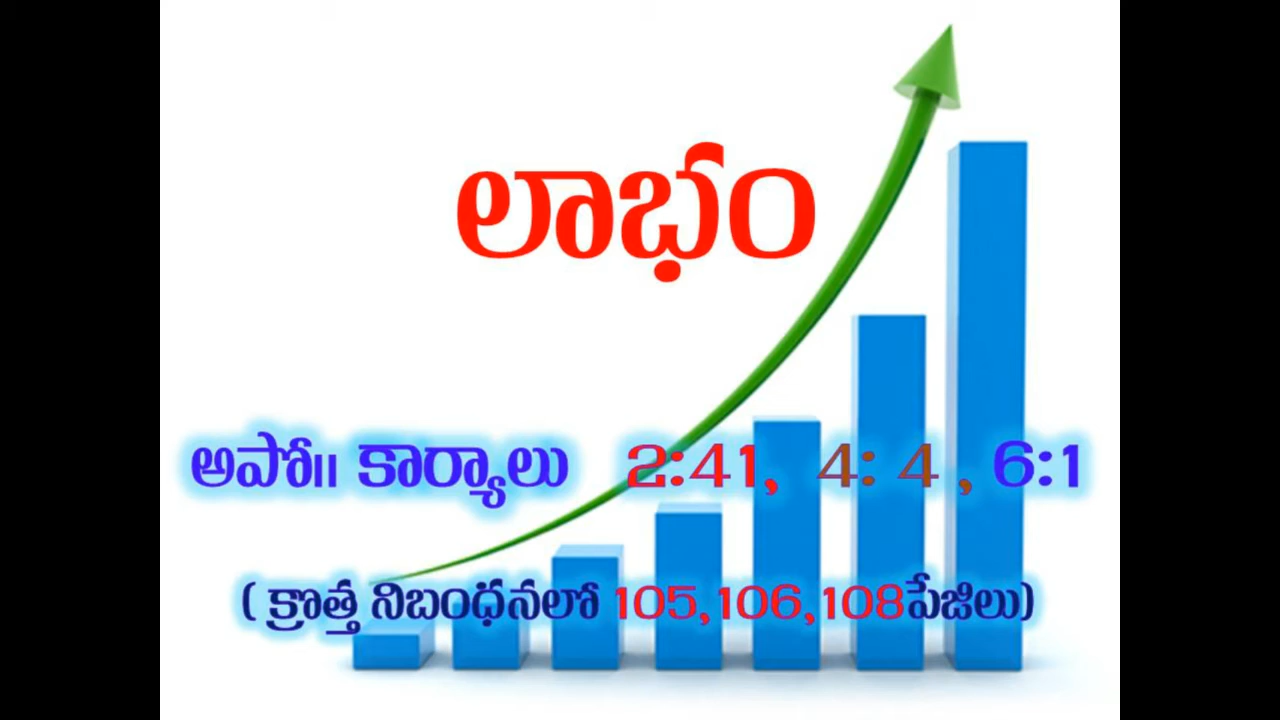 లాభం
అపో॥ కార్యాలు 2:41, 4: 4 , 6:1
( క్రొత్త నిబంధనలో 105,106,108పేజిలు)